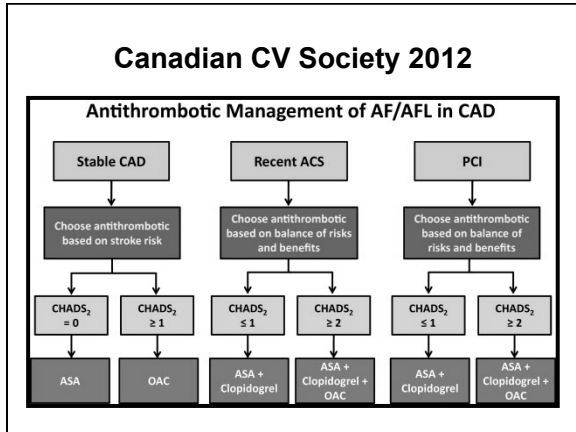 Canadian CV Society 2012
Antithrombotic Management of AF/AFL in CAD
Stable CAD
Recent ACS
PCI
Choose antithrombotic
based on stroke risk
Choose antithrombotic
based on balance of risks
and benefits
Choose antithrombotic
based on balance of
risks and benefits
CHADS₂
= 0
CHADS₂
≥ 1
CHADS₂
≤ 1
CHADS₂
≥ 2
CHADS₂
≤ 1
CHADS₂
≥ 2
ASA
OAC
ASA +
Clopidogrel
ASA +
Clopidogrel +
OAC
ASA +
Clopidogrel
ASA +
Clopidogrel +
OAC